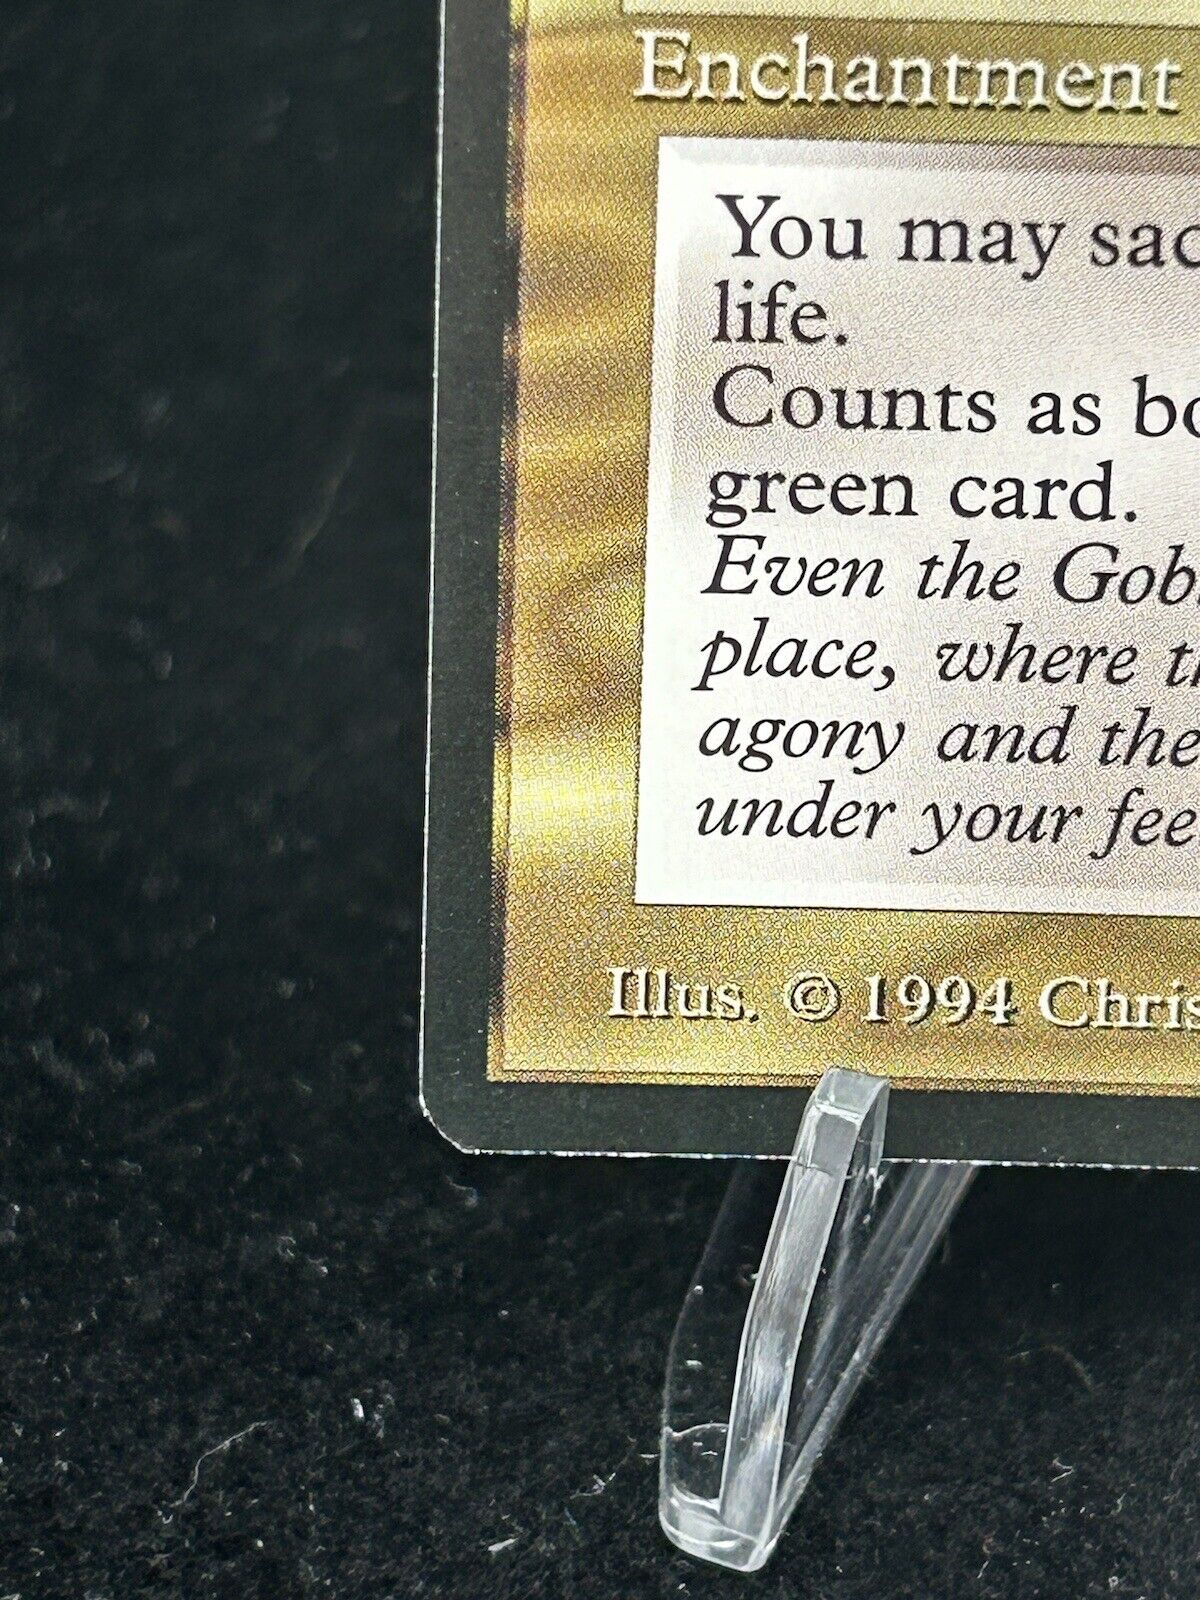 Enchantment
You may sac
life.
Counts as bo
green card.
Even the Gob
place, where th
agony and the
under your fee
Illus. © 1994 Chris